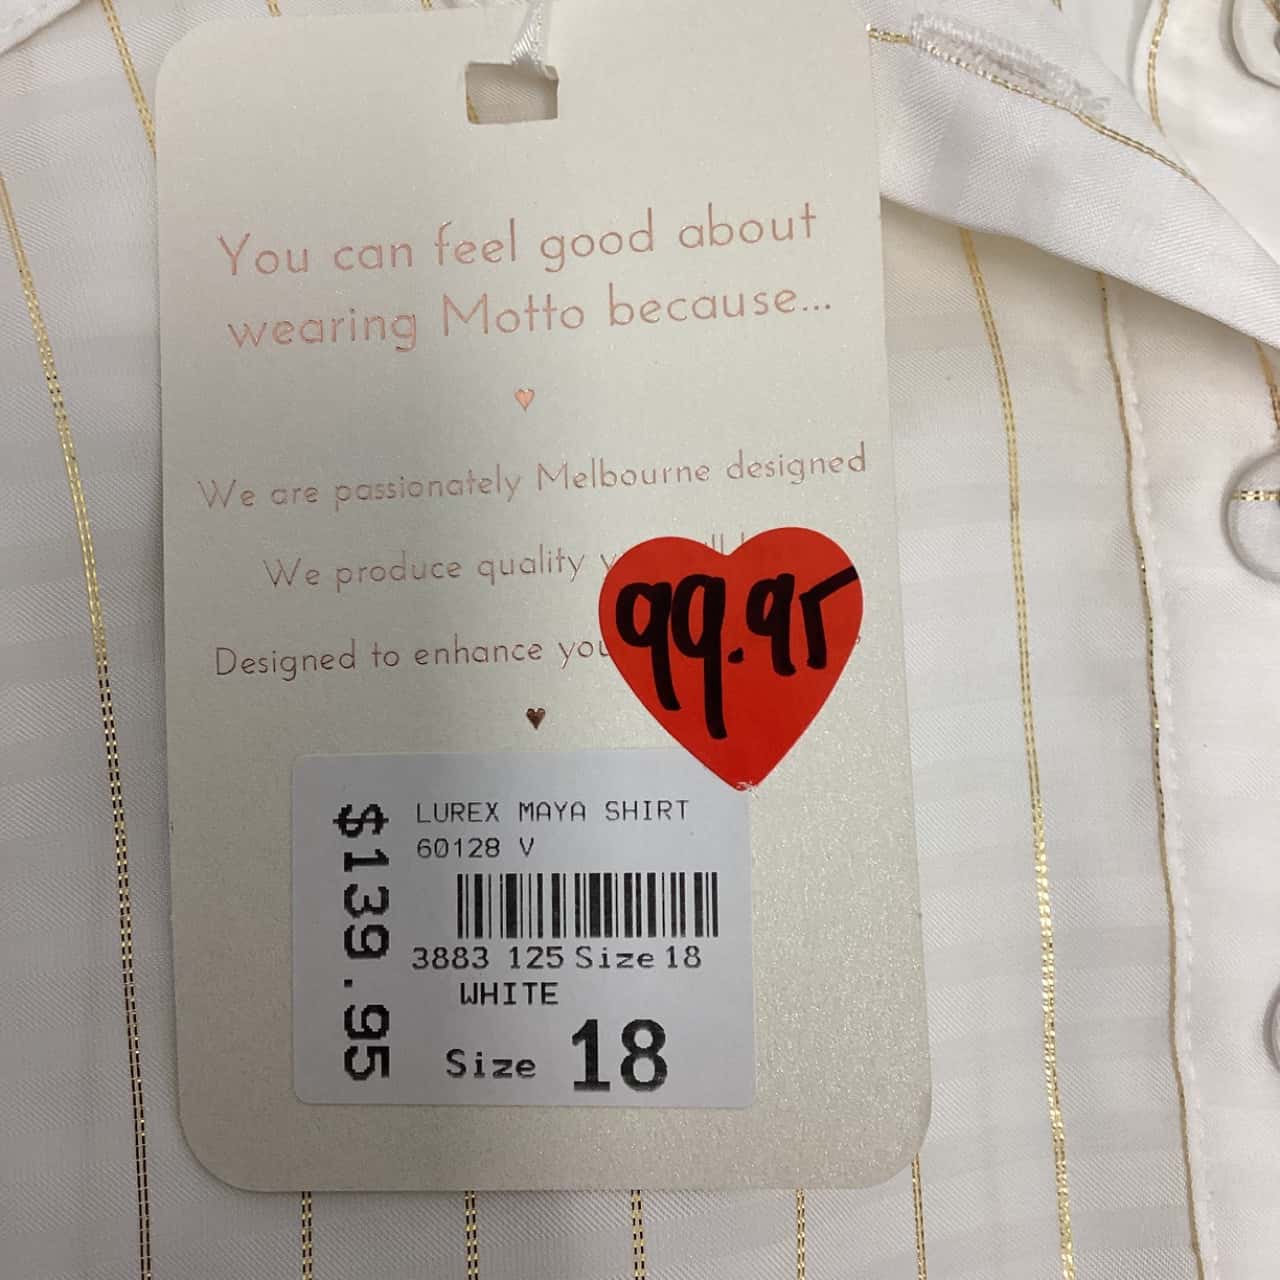 You can feel good about
wearing Motto because...
We are passionately Melbourne designed
We produce quality
Designed to enhance
99.95
$139.95
LUREX MAYA SHIRT
60128 V
3883 125 Size 18
WHITE
Size 18